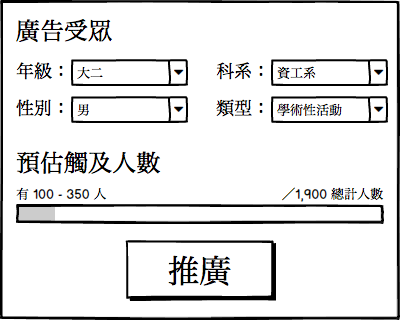 廣告受眾
年級：大二 科系：資工系
性別：男 類型：學術性活動
預估觸及人數
有 100 - 350 人 ／1,900 總計人數
推廣